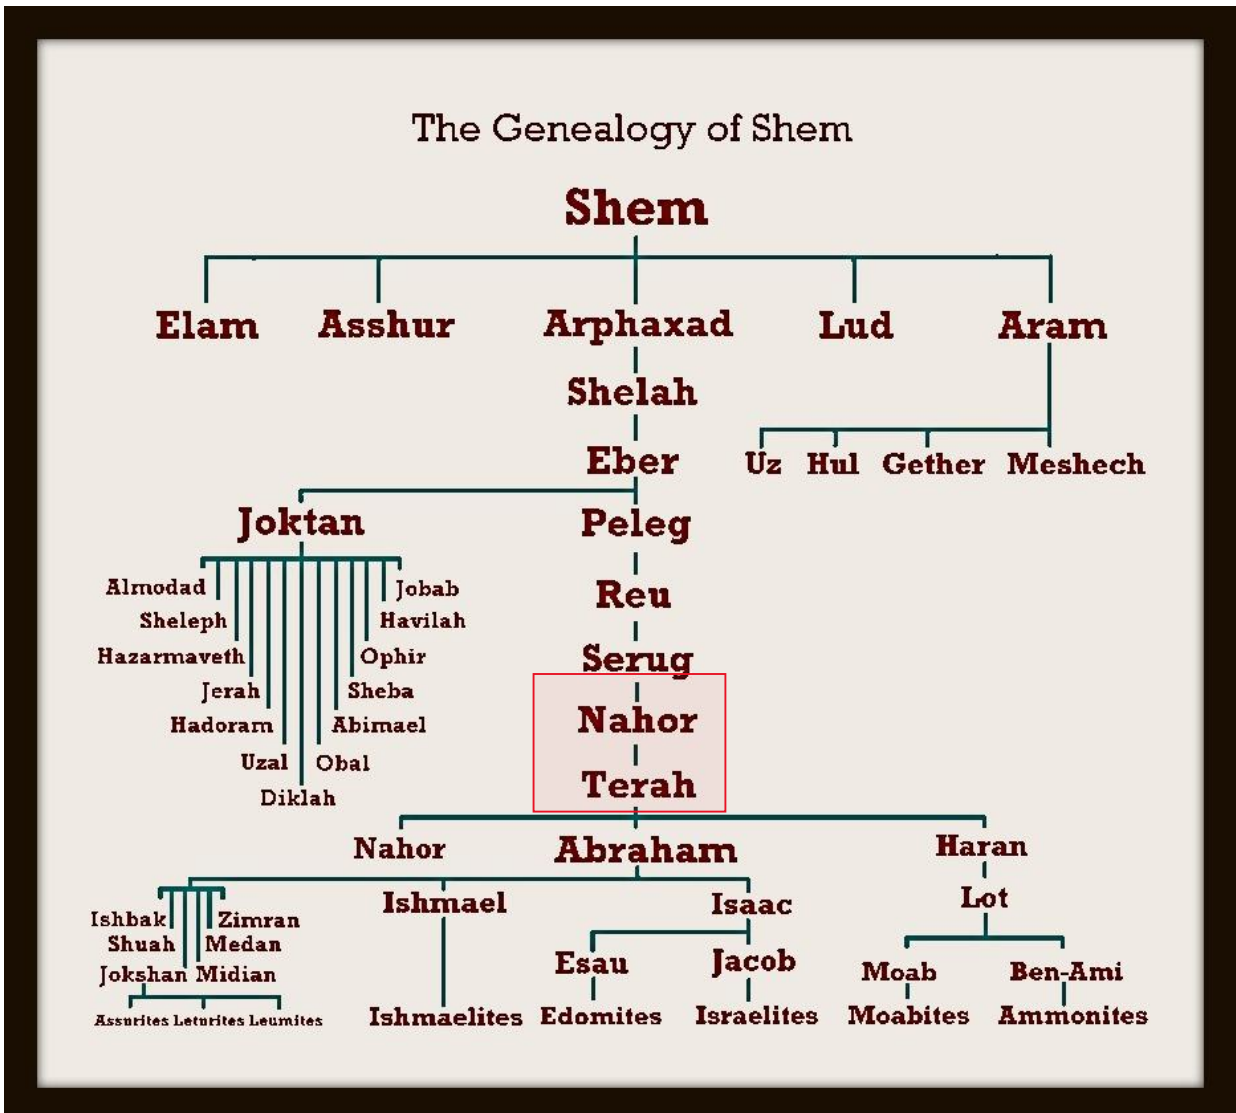 The Genealogy of Shem
Shem
Elam Asshur Arphaxad Lud Aram
Shelah
Eber Uz Hul Gether Meshech
Joktan Peleg
Almodad Jobab
Reu
Sheleph Havilah
Hazarmaveth Ophir Serug
Jerah Sheba
Hadoram Abimael Nahor
Uzal Obal
Terah
Diklah
Nahor Abraham Haran
Ishmael Isaac Lot
Ishbak Zimran
Shuah Medan
Esau Jacob
Jokshan Midian Moab Ben-Ami
Assurites Leturites Leumites Ishmaelites Edomites Israelites Moabites Ammonites